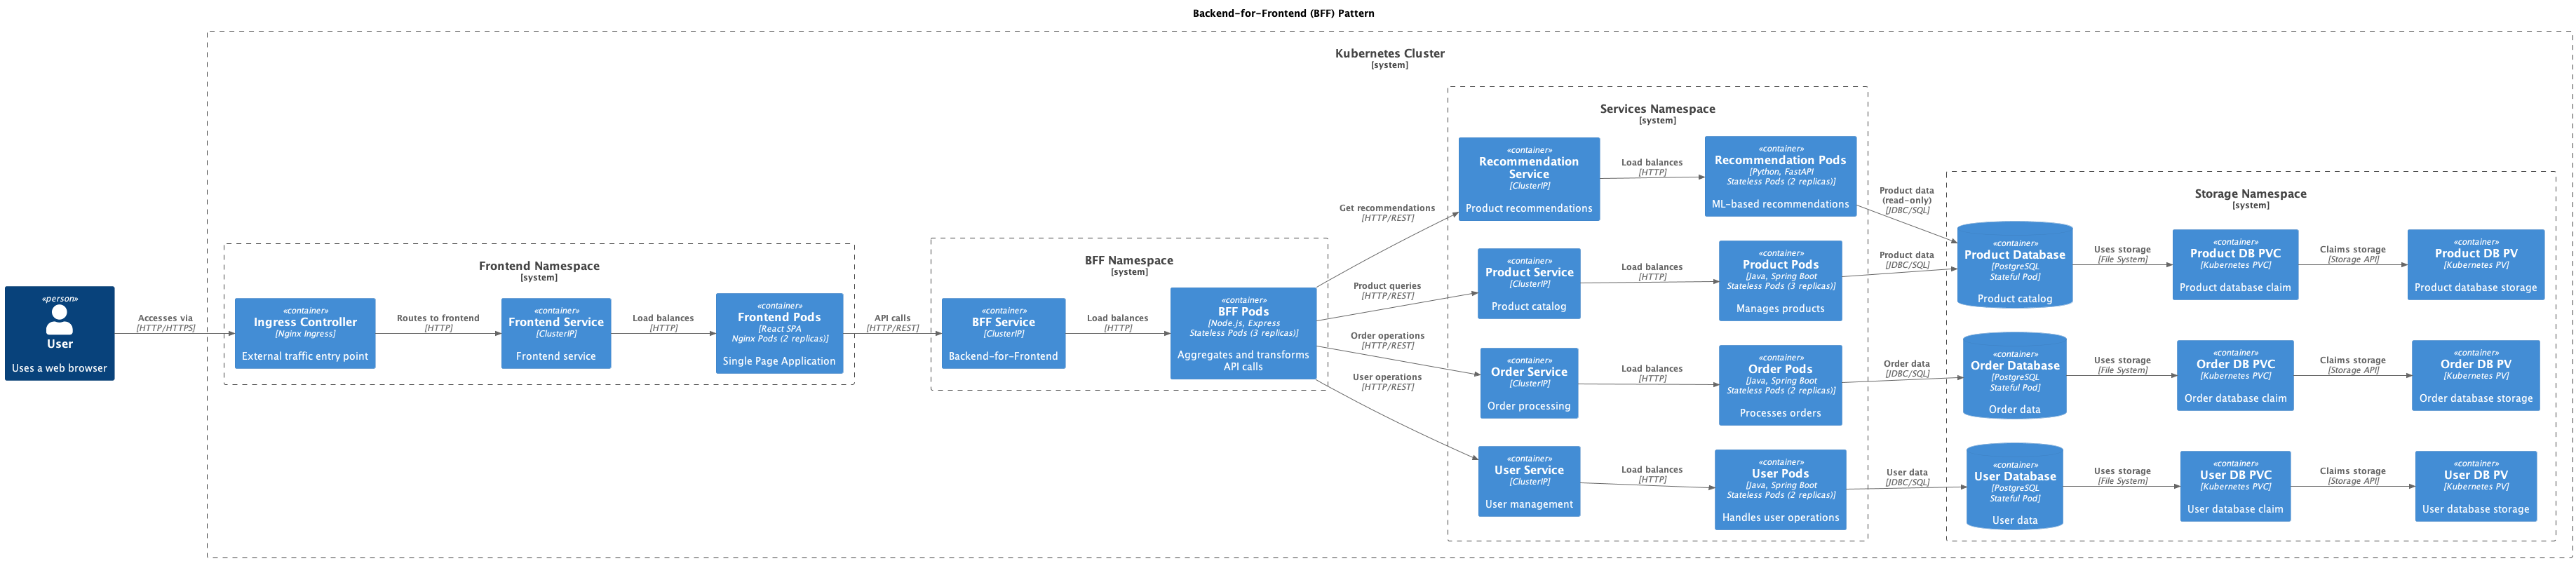 Backend-for-Frontend (BFF) Pattern
Kubernetes Cluster
[system]
«person»
User
Uses a web browser
Accesses via
[HTTP/HTTPS]
Frontend Namespace
[system]
«container»
Ingress Controller
[Nginx Ingress]
External traffic entry point
Routes to frontend
[HTTP]
«container»
Frontend Service
[ClusterIP]
Frontend service
Load balances
[HTTP]
«container»
Frontend Pods
[React SPA
Nginx Pods (2 replicas)]
Single Page Application
API calls
[HTTP/REST]
BFF Namespace
[system]
«container»
BFF Service
[ClusterIP]
Backend-for-Frontend
Load balances
[HTTP]
«container»
BFF Pods
[Node.js, Express
Stateless Pods (3 replicas)]
Aggregates and transforms
API calls
Get recommendations
[HTTP/REST]
Product queries
[HTTP/REST]
Order operations
[HTTP/REST]
User operations
[HTTP/REST]
Services Namespace
[system]
«container»
Recommendation
Service
[ClusterIP]
Product recommendations
Load balances
[HTTP]
«container»
Recommendation Pods
[Python, FastAPI
Stateless Pods (2 replicas)]
ML-based recommendations
«container»
Product Service
[ClusterIP]
Product catalog
Load balances
[HTTP]
«container»
Product Pods
[Java, Spring Boot
Stateless Pods (3 replicas)]
Manages products
«container»
Order Service
[ClusterIP]
Order processing
Load balances
[HTTP]
«container»
Order Pods
[Java, Spring Boot
Stateless Pods (2 replicas)]
Processes orders
«container»
User Service
[ClusterIP]
User management
Load balances
[HTTP]
«container»
User Pods
[Java, Spring Boot
Stateless Pods (2 replicas)]
Handles user operations
Product data
(read-only)
[JDBC/SQL]
Product data
[JDBC/SQL]
Order data
[JDBC/SQL]
User data
[JDBC/SQL]
Storage Namespace
[system]
«container»
Product Database
[PostgreSQL
Stateful Pod]
Product catalog
Uses storage
[File System]
«container»
Product DB PVC
[Kubernetes PVC]
Product database claim
Claims storage
[Storage API]
«container»
Product DB PV
[Kubernetes PV]
Product database storage
«container»
Order Database
[PostgreSQL
Stateful Pod]
Order data
Uses storage
[File System]
«container»
Order DB PVC
[Kubernetes PVC]
Order database claim
Claims storage
[Storage API]
«container»
Order DB PV
[Kubernetes PV]
Order database storage
«container»
User Database
[PostgreSQL
Stateful Pod]
User data
Uses storage
[File System]
«container»
User DB PVC
[Kubernetes PVC]
User database claim
Claims storage
[Storage API]
«container»
User DB PV
[Kubernetes PV]
User database storage